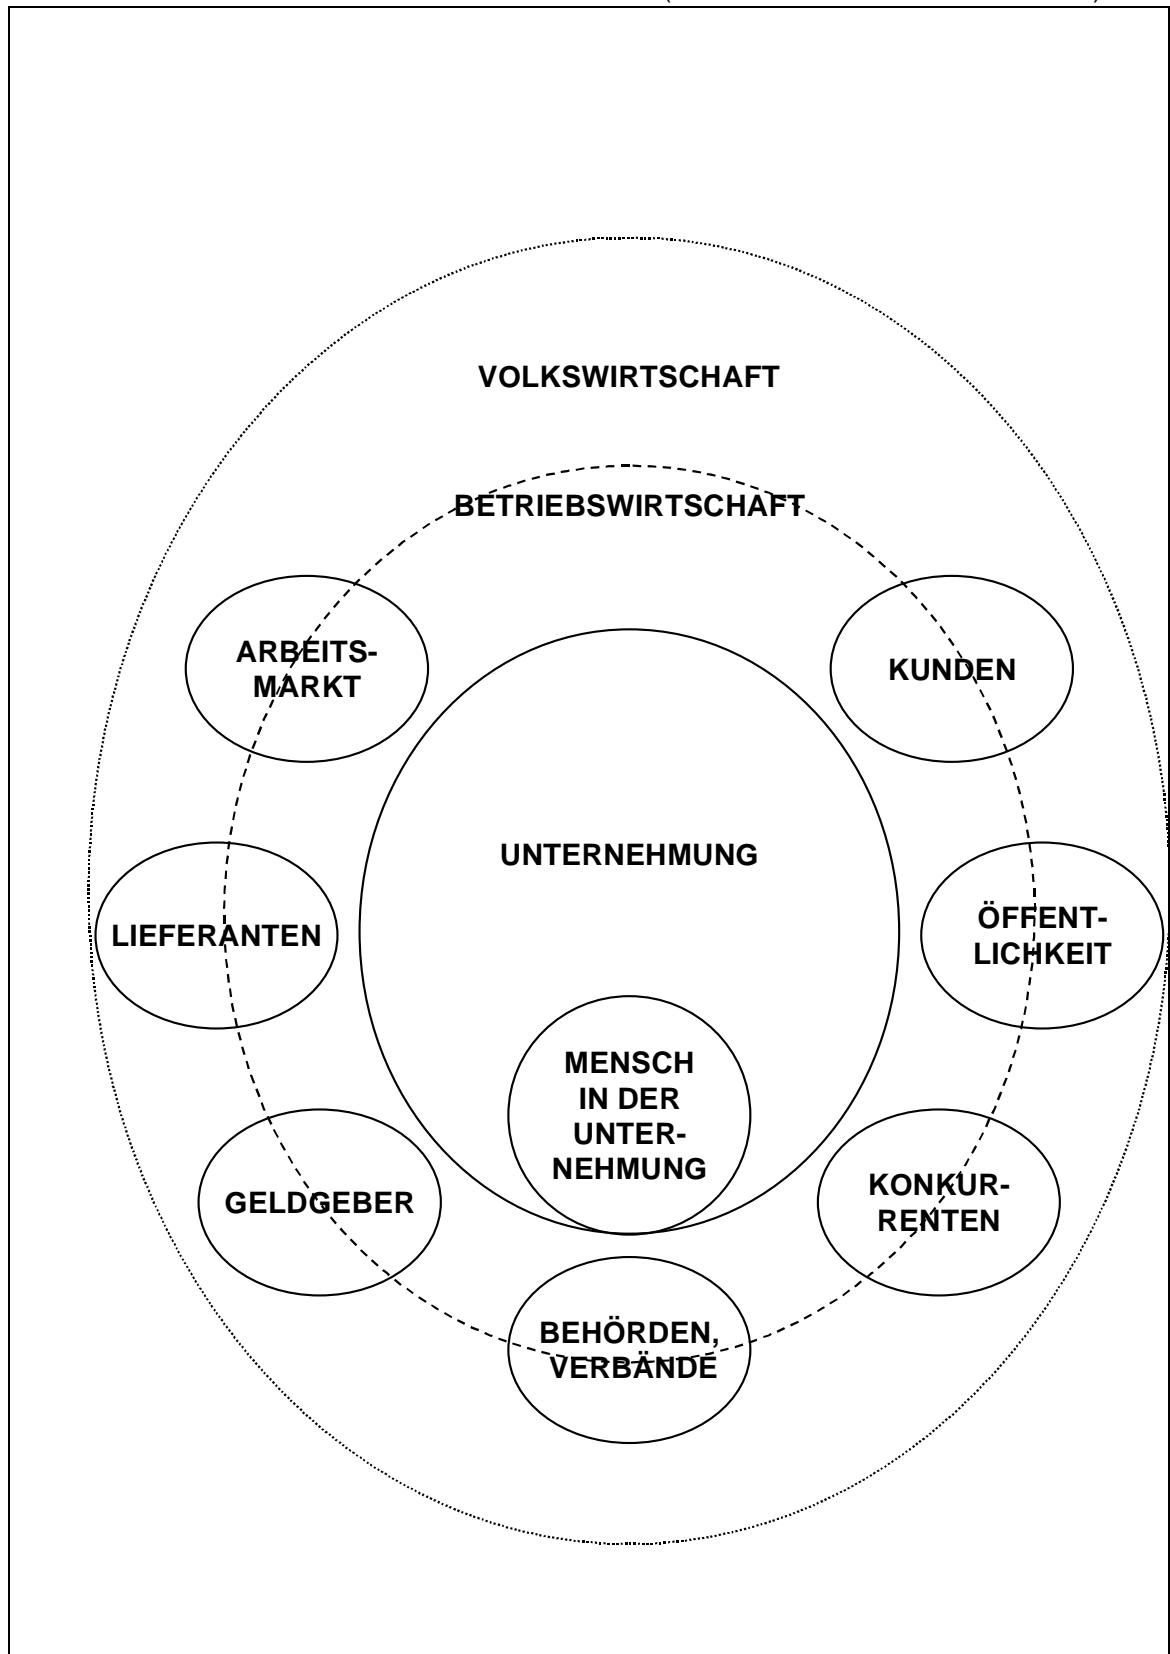 VOLKSWIRTSCHAFT
BETRIEBSWIRTSCHAFT
ARBEITS-
MARKT
KUNDEN
UNTERNEHMUNG
LIEFERANTEN
ÖFFENT-
LICHKEIT
MENSCH
IN DER
UNTER-
NEHMUNG
GELDGEBER
KONKUR-
RENTEN
BEHÖRDEN,
VERBÄNDE